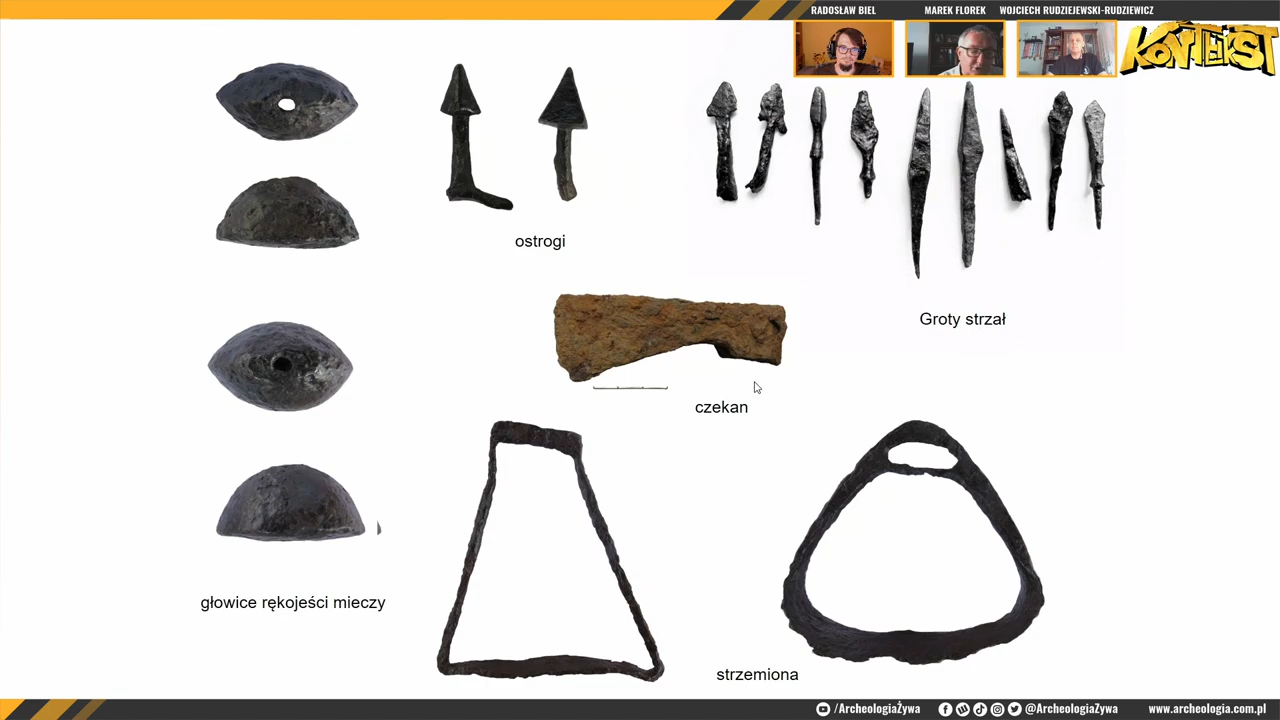 RADOSŁAW BIEL
MAREK FLOREK
WOJCIECH RUDZIEJEWSKI-RUDZIEWICZ
KONTEKST
ostrogi
Groty strzał
czekan
głowice rękojeści mieczy
strzemiona
/ArcheologiaŻywa
@ArcheologiaŻywa
www.archeologia.com.pl